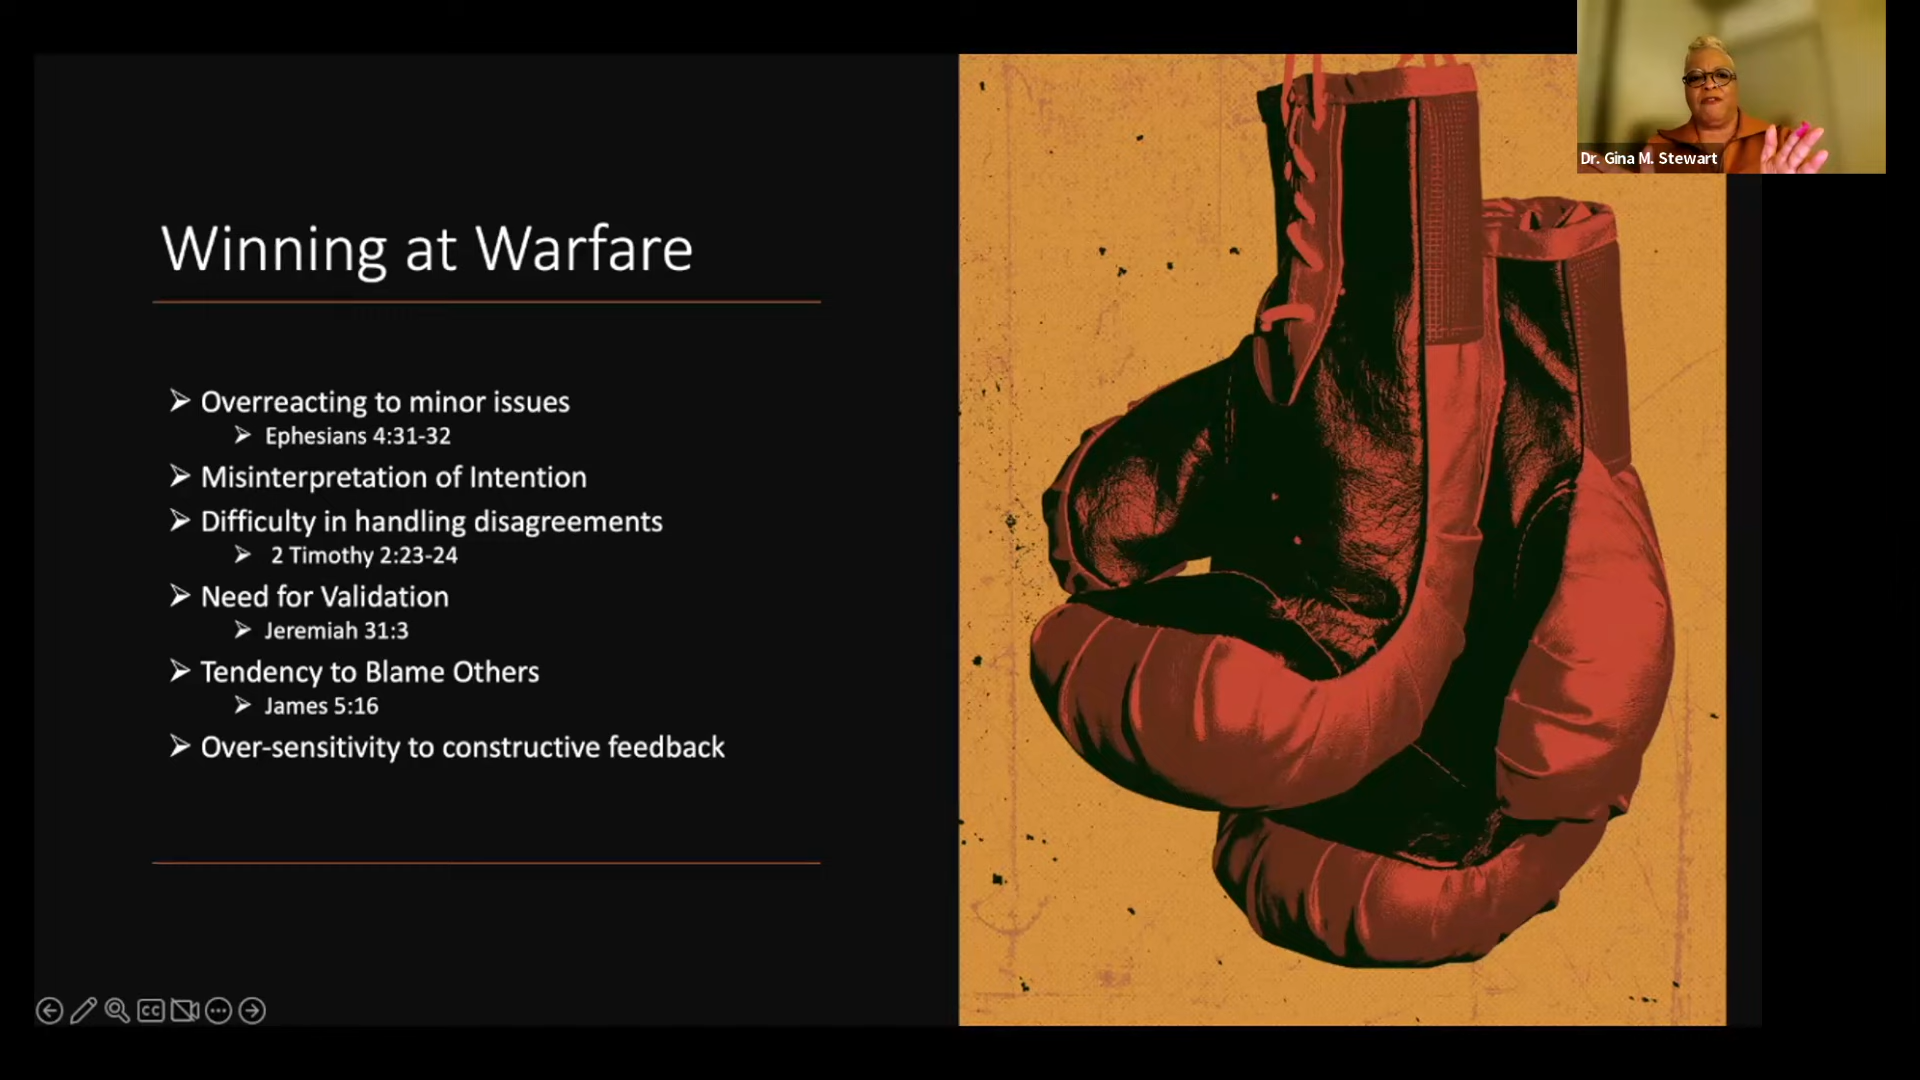 Dr. Gina M. Stewart
Winning at Warfare
Overreacting to minor issues
Ephesians 4:31-32
Misinterpretation of Intention
Difficulty in handling disagreements
2 Timothy 2:23-24
Need for Validation
Jeremiah 31:3
Tendency to Blame Others
James 5:16
Over-sensitivity to constructive feedback
CC